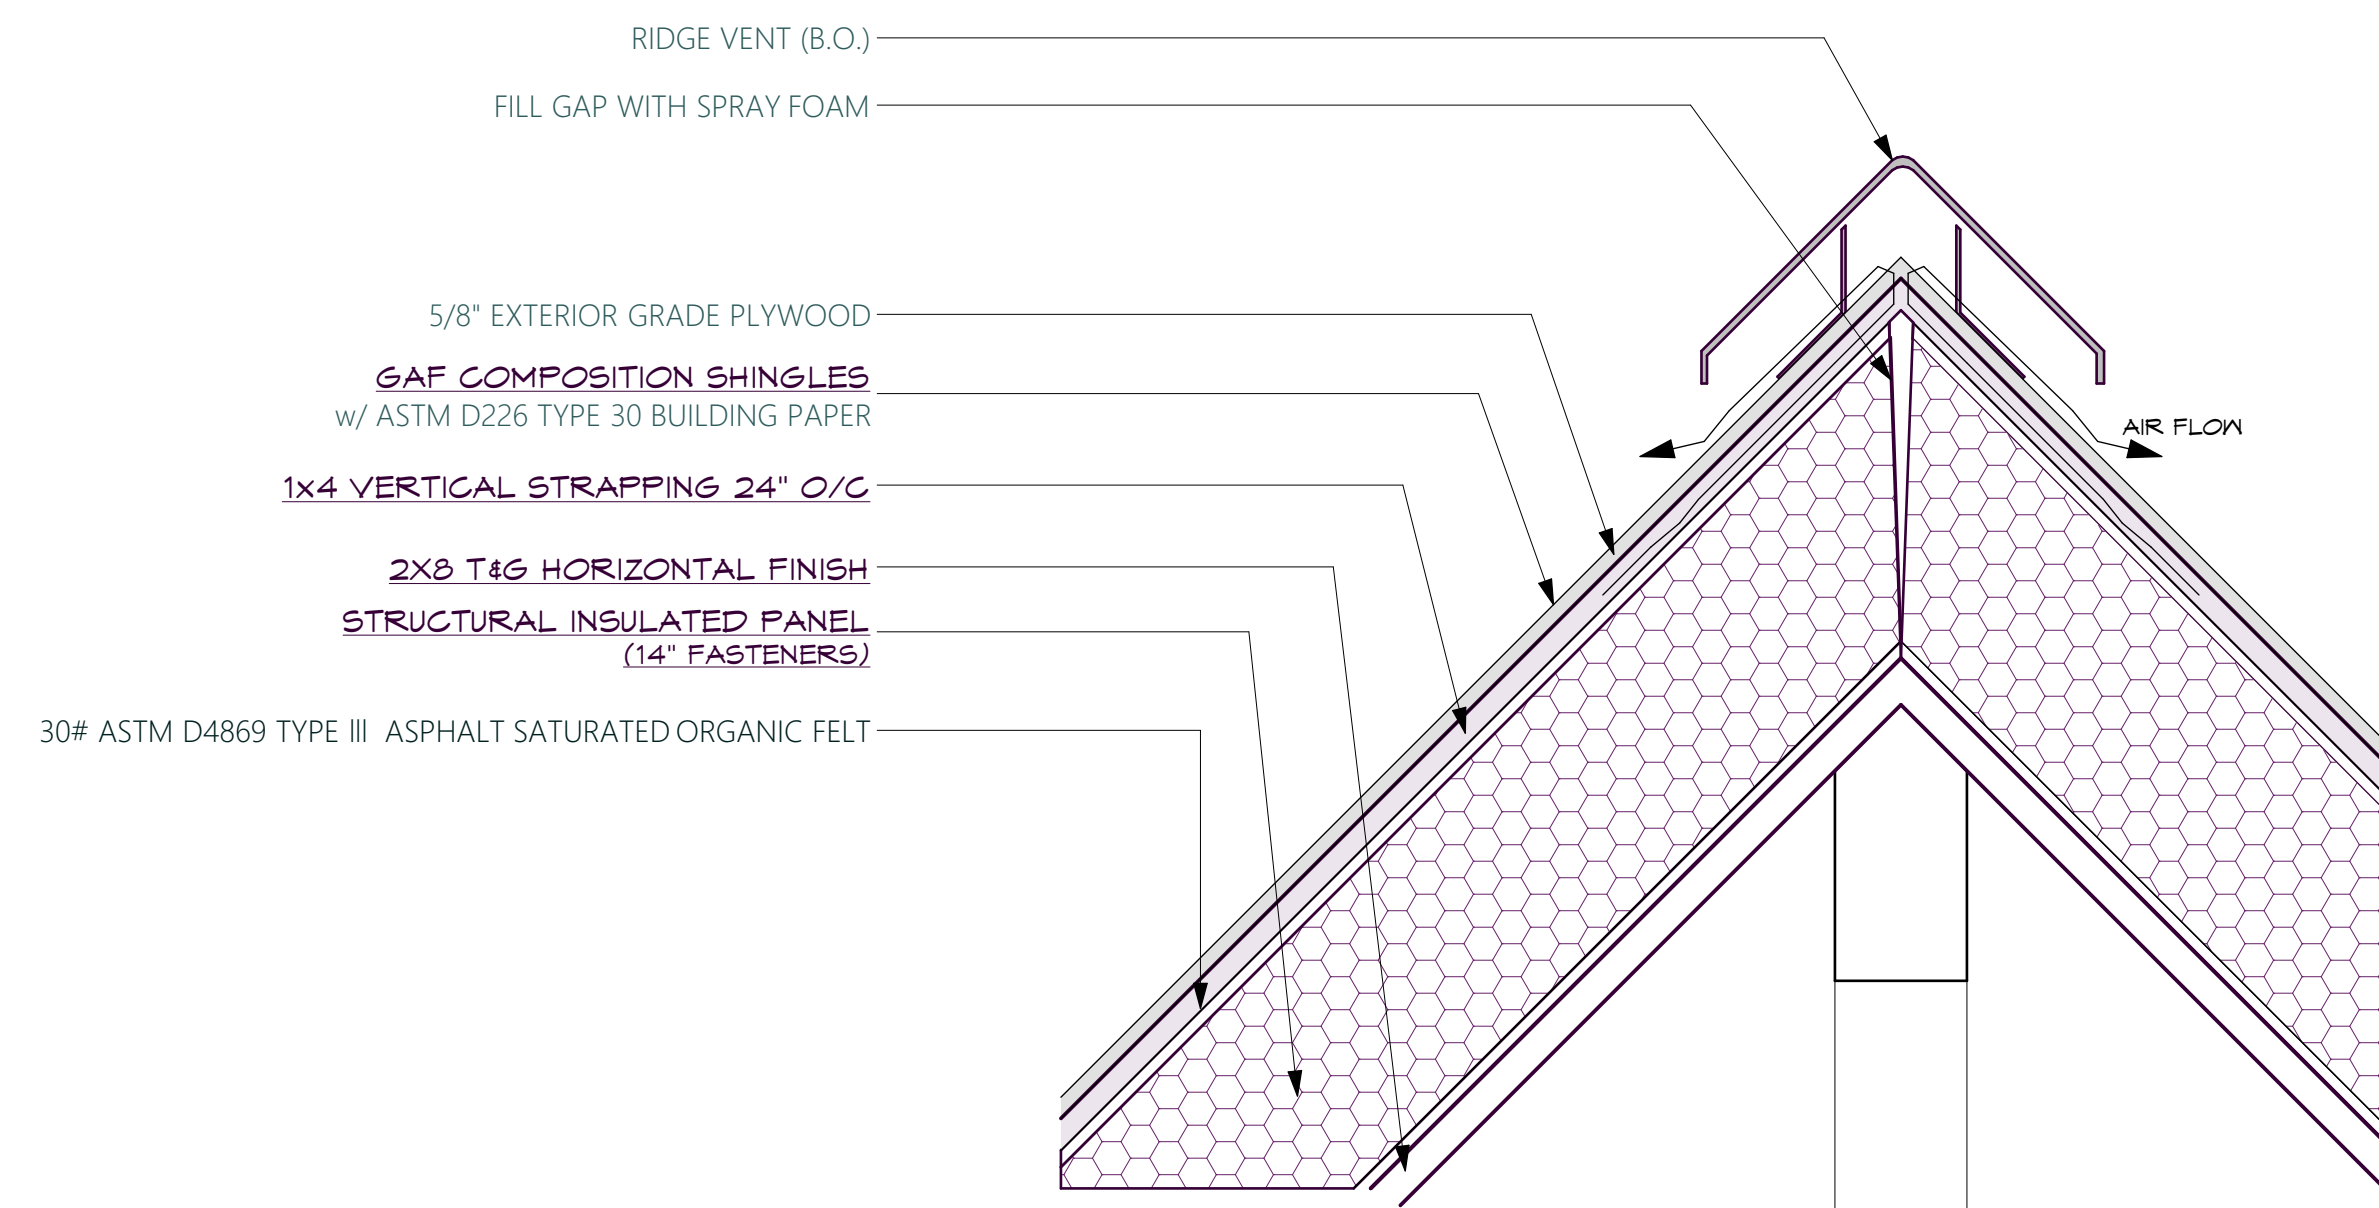 RIDGE VENT (B.O.)
FILL GAP WITH SPRAY FOAM
5/8" EXTERIOR GRADE PLYWOOD
GAF COMPOSITION SHINGLES
w/ ASTM D226 TYPE 30 BUILDING PAPER
AIR FLOW
1x4 VERTICAL STRAPPING 24" O/C
2X8 T&G HORIZONTAL FINISH
STRUCTURAL INSULATED PANEL
(14" FASTENERS)
30# ASTM D4869 TYPE lll ASPHALT SATURATED ORGANIC FELT